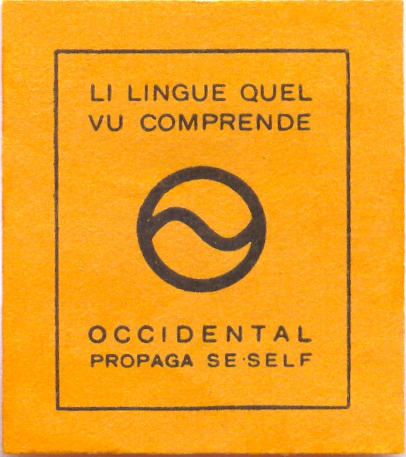 LI LINGUE QUEL
VU COMPRENDE
OCCIDENTAL
PROPAGA SE·SELF